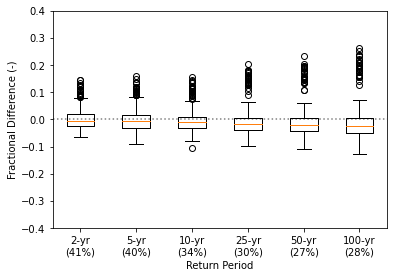 0.4
0.3
0.2
0.1
0.0
−0.1
−0.2
−0.3
−0.4
Fractional Difference (-)
2-yr 5-yr 10-yr 25-yr 50-yr 100-yr
(41%) (40%) (34%) (30%) (27%) (28%)
Return Period